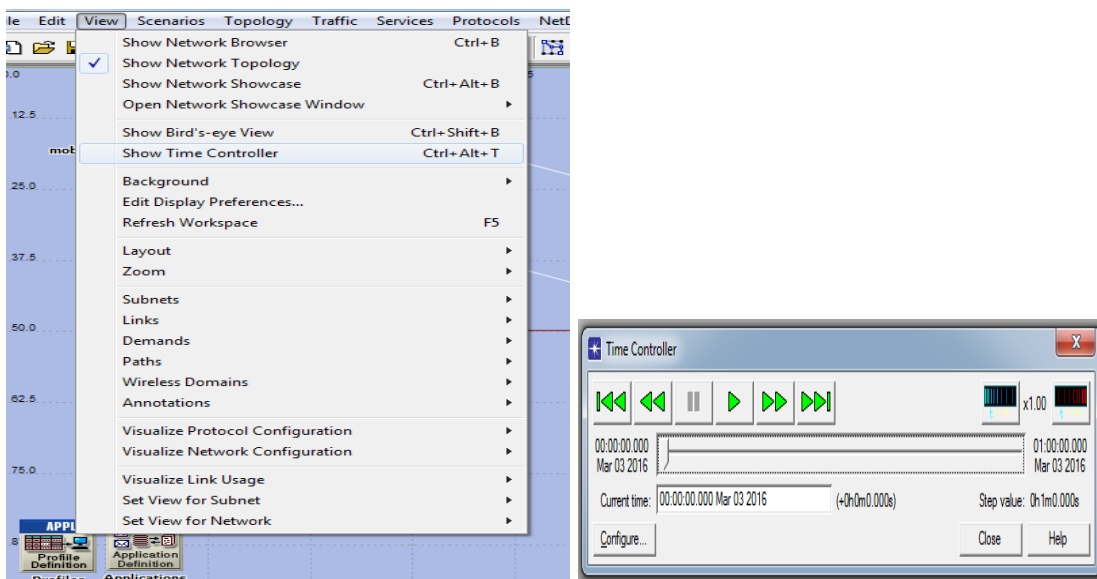 le Edit View Scenarios Topology Traffic Services Protocols Net
0.0
12.5
mob
25.0
37.5
50.0
62.5
75.0
8
Show Network Browser Ctrl+B
Show Network Topology
Show Network Showcase Ctrl+Alt+B
Open Network Showcase Window
Show Bird's-eye View Ctrl+Shift+B
Show Time Controller Ctrl+Alt+T
Background
Edit Display Preferences...
Refresh Workspace F5
Layout
Zoom
Subnets
Links
Demands
Paths
Wireless Domains
Annotations
Visualize Protocol Configuration
Visualize Network Configuration
Visualize Link Usage
Set View for Subnet
Set View for Network
APPL
Profile Definition
Application Definition
Profiles Applications
Time Controller
x1.00
00:00:00.000 01:00:00.000
Mar 03 2016 Mar 03 2016
Current time: 00:00:00.000 Mar 03 2016 (+0h0m0.000s) Step value: 0h1m0.000s
Configure... Close Help